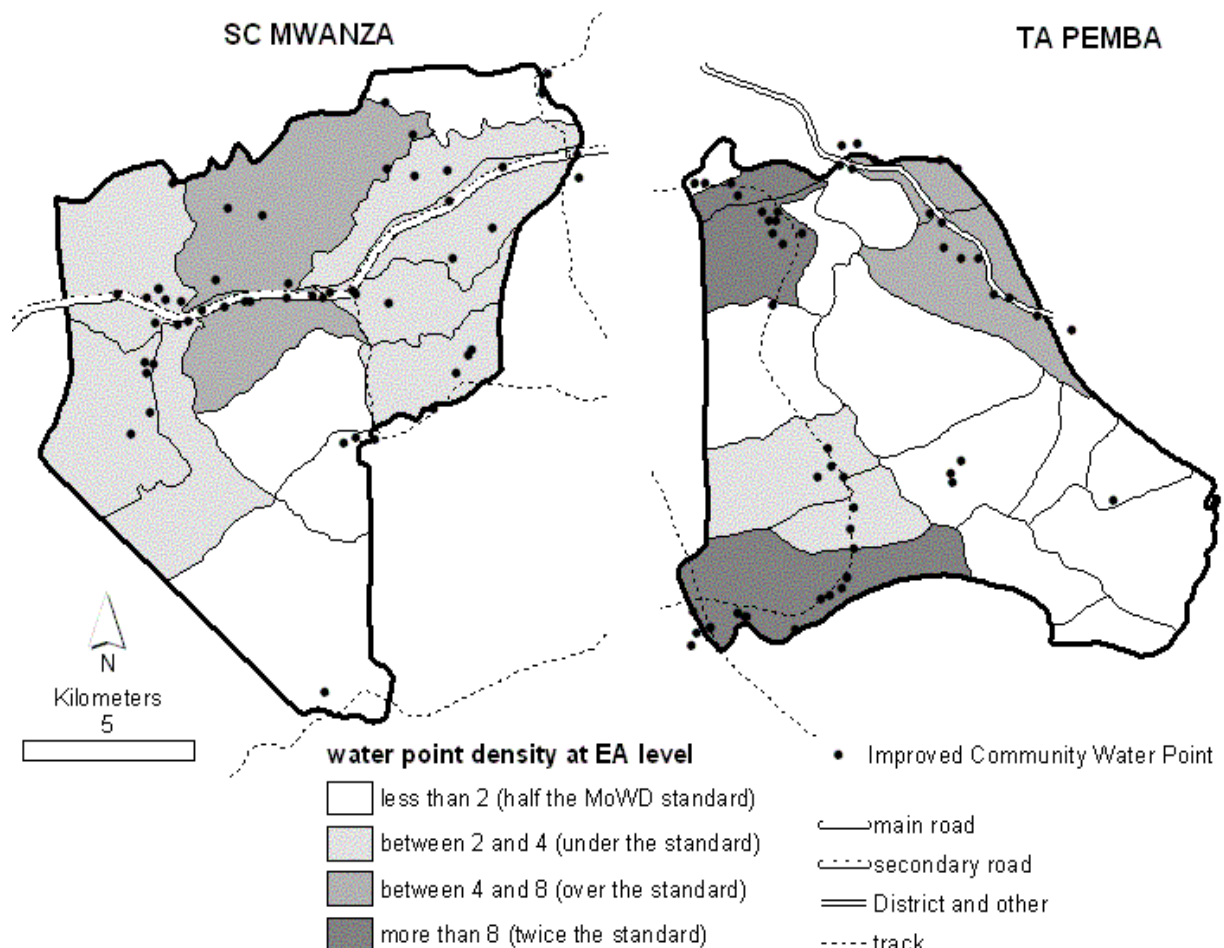 SC MWANZA
TA PEMBA
N
Kilometers
5
water point density at EA level
less than 2 (half the MoWD standard)
between 2 and 4 (under the standard)
between 4 and 8 (over the standard)
more than 8 (twice the standard)
Improved Community Water Point
main road
secondary road
District and other
track